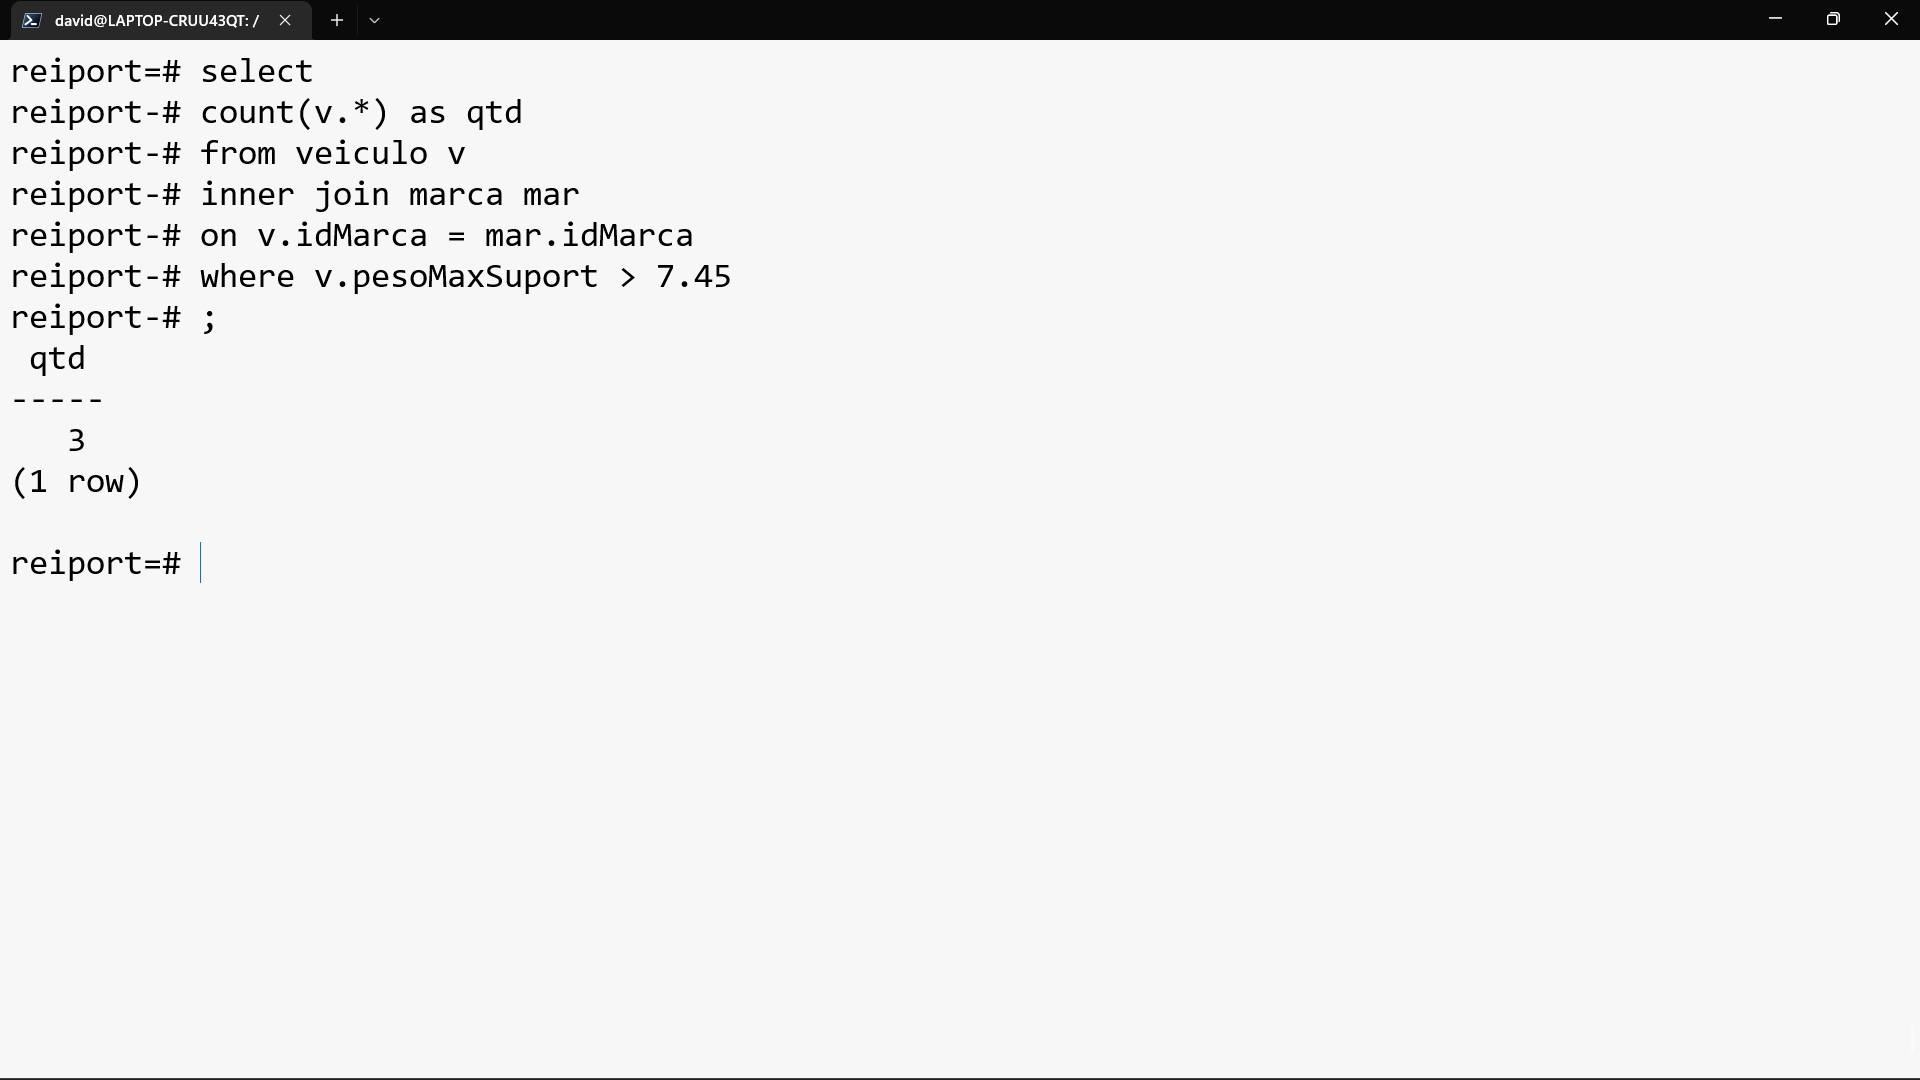 david@LAPTOP-CRUU43QT: /
reiport=# select
reiport-# count(v.*) as qtd
reiport-# from veiculo v
reiport-# inner join marca mar
reiport-# on v.idMarca = mar.idMarca
reiport-# where v.pesoMaxSuport > 7.45
reiport-# ;
 qtd
-----
   3
(1 row)

reiport=#